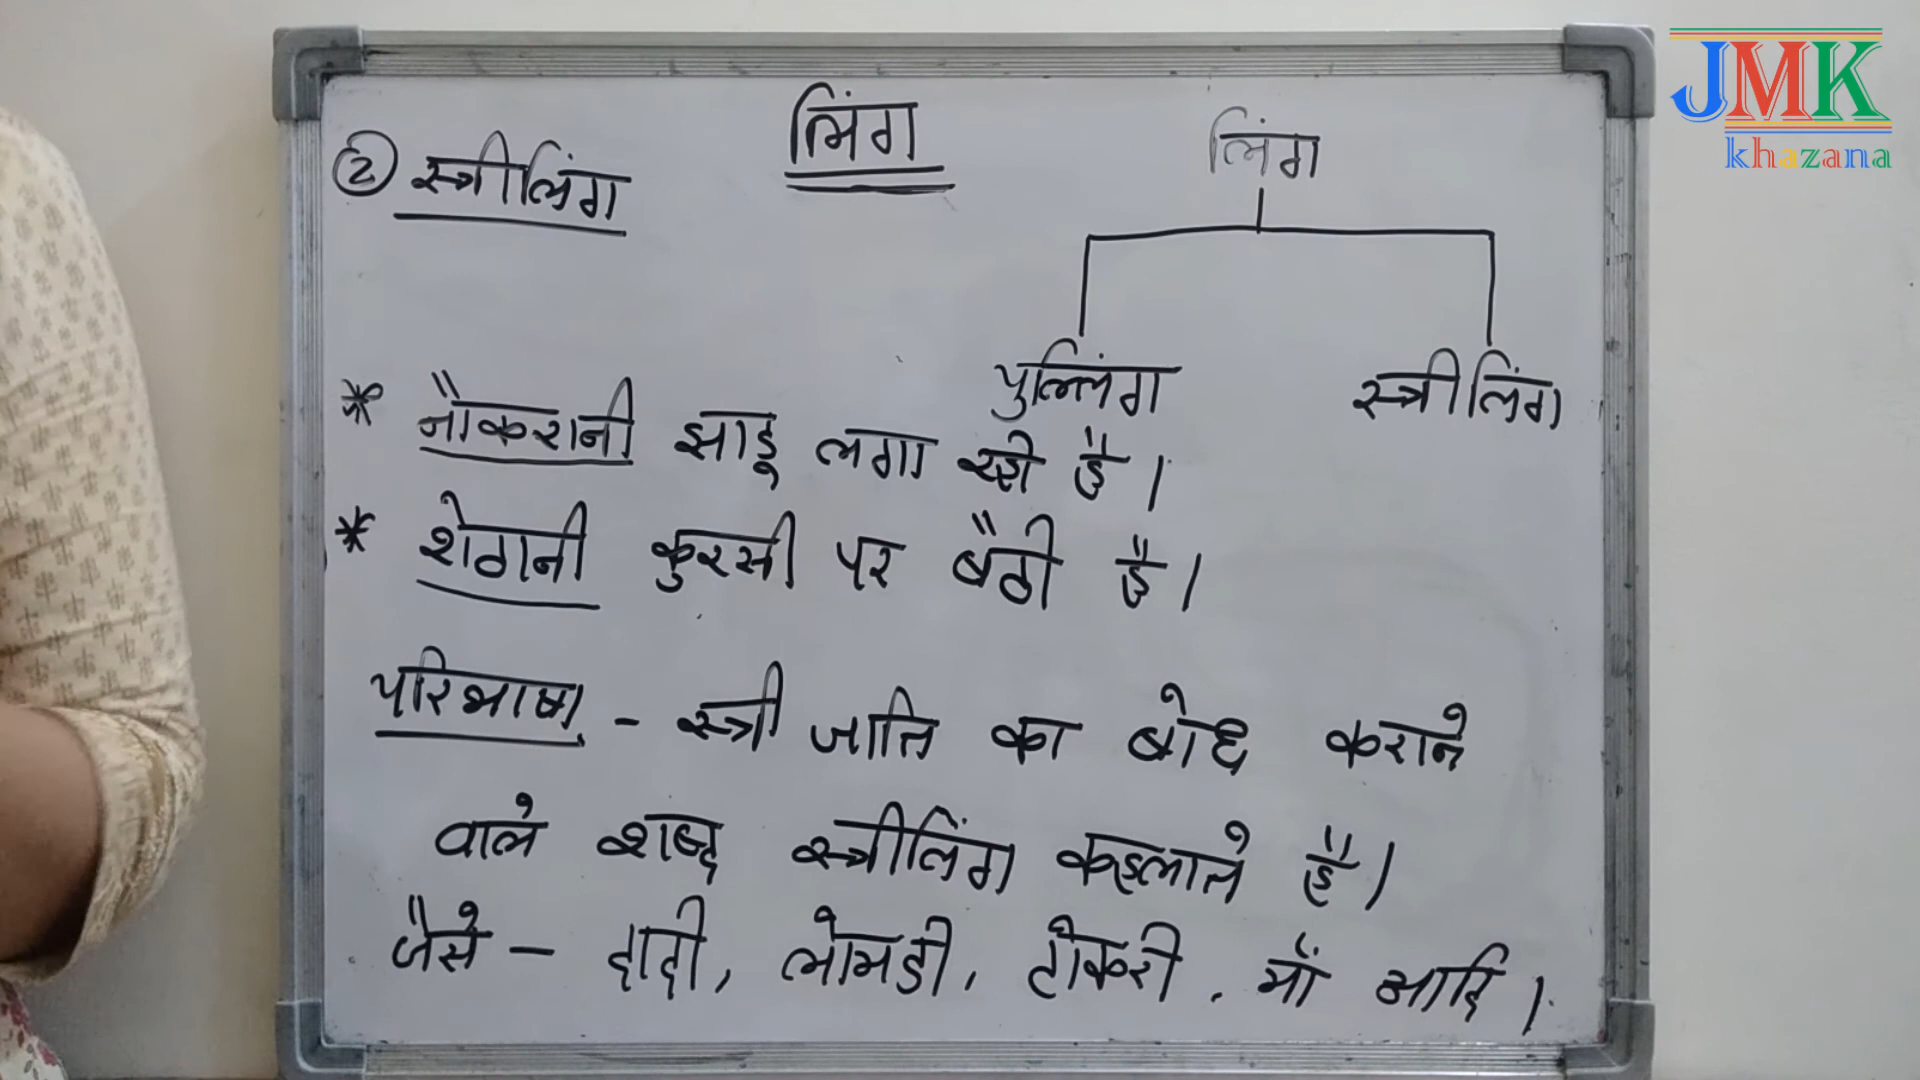 लिंग
② स्त्रीलिंग
लिंग
पुल्लिंग स्त्रीलिंग
* नौकरानी झाडू लगा रही है।
* शेठानी कुरसी पर बैठी है।
परिभाषा - स्त्री जाति का बोध कराने
वाले शब्द स्त्रीलिंग कहलाते है।
जैसे - दादी, लोमडी, टोकरी, माँ आदि।
JMK
khazana